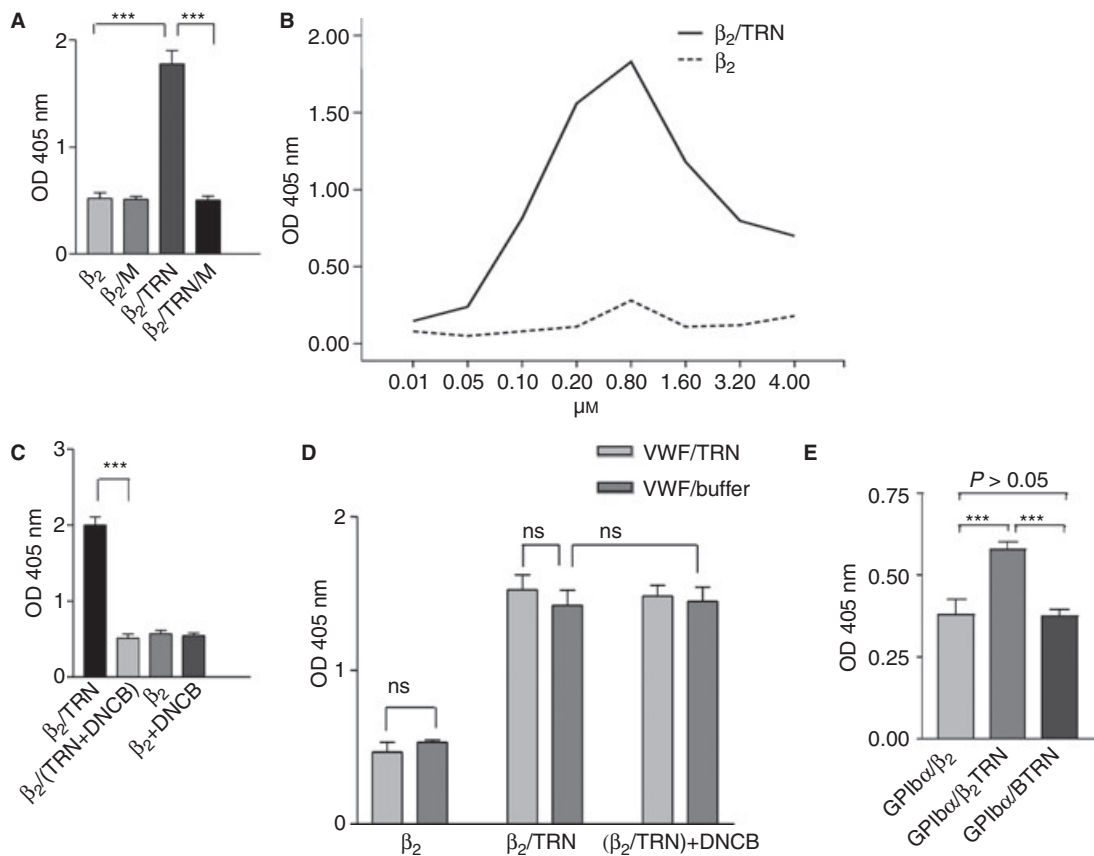 A
*** ***
2
1
0
OD 405 nm
β2
β2/M
β2/TRN
β2/TRN/M
B
β2/TRN
β2
2.00
1.50
1.00
0.50
0.00
OD 405 nm
0.01 0.05 0.10 0.20 0.80 1.60 3.20 4.00
μM
C
***
3
2
1
0
OD 405 nm
β2/TRN
β2/(TRN+DNCB)
β2
β2+DNCB
D
VWF/TRN
VWF/buffer
2
1
0
OD 405 nm
ns
ns
ns
β2 β2/TRN (β2/TRN)+DNCB
E
P > 0.05
*** ***
0.75
0.50
0.25
0.00
OD 405 nm
GPIbα/β2
GPIbα/β2TRN
GPIbα/BTRN